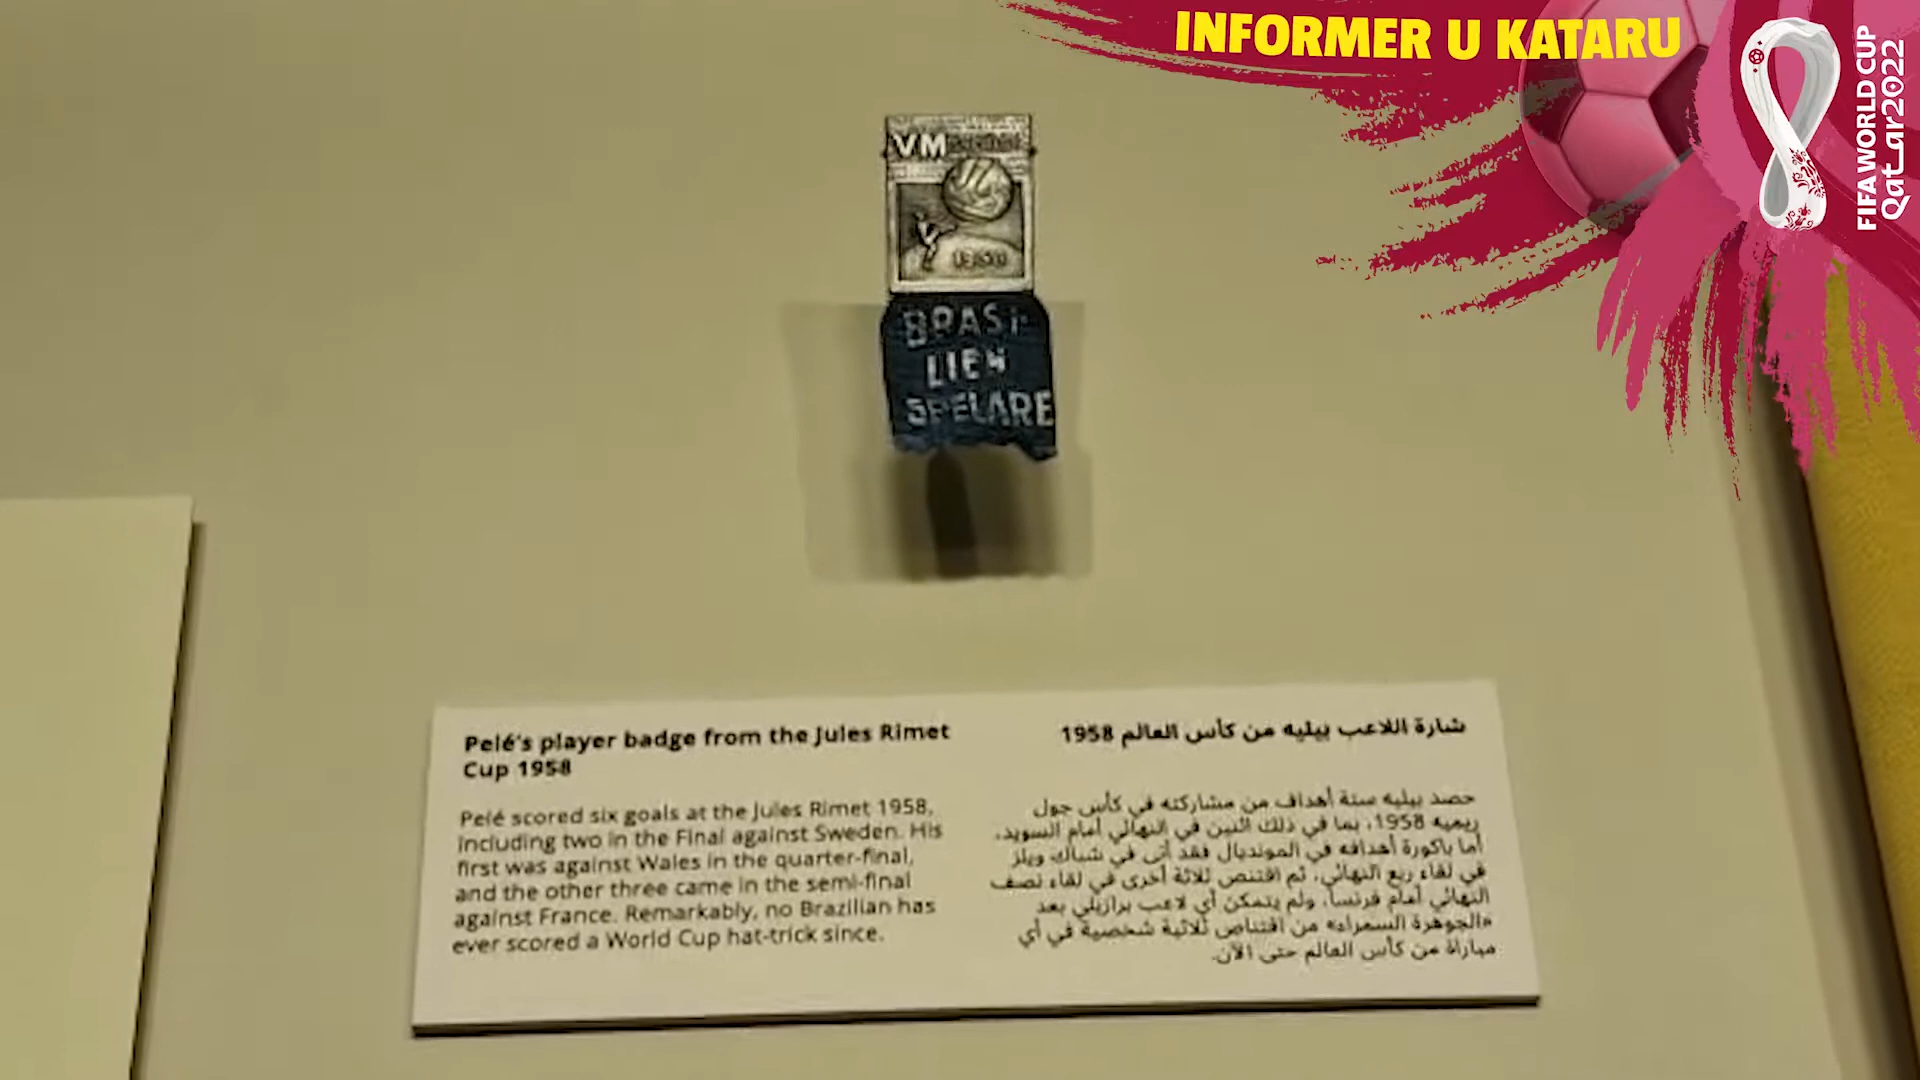 INFORMER U KATARU
FIFA WORLD CUP
Qatar2022
VM
BRASI
LIEN
SPELARE
Pelé's player badge from the Jules Rimet
Cup 1958
Pelé scored six goals at the Jules Rimet 1958,
including two in the Final against Sweden. His
first was against Wales in the quarter-final,
and the other three came in the semi-final
against France. Remarkably, no Brazilian has
ever scored a World Cup hat-trick since.
شارة اللاعب بيليه من كأس العالم 1958
حصد بيليه ستة أهداف من مشاركته في كأس جول
ريميه 1958، بما في ذلك اثنين في النهائي أمام السويد.
أما باكورة أهدافه في المونديال فقد أتى في شباك ويلز
في لقاء ربع النهائي، ثم اقتنص ثلاثة أخرى في لقاء نصف
النهائي أمام فرنسا. ولم يتمكن أي لاعب برازيلي بعد
«الجوهرة السمراء» من اقتناص ثلاثية شخصية في أي
مباراة من كأس العالم حتى الآن.